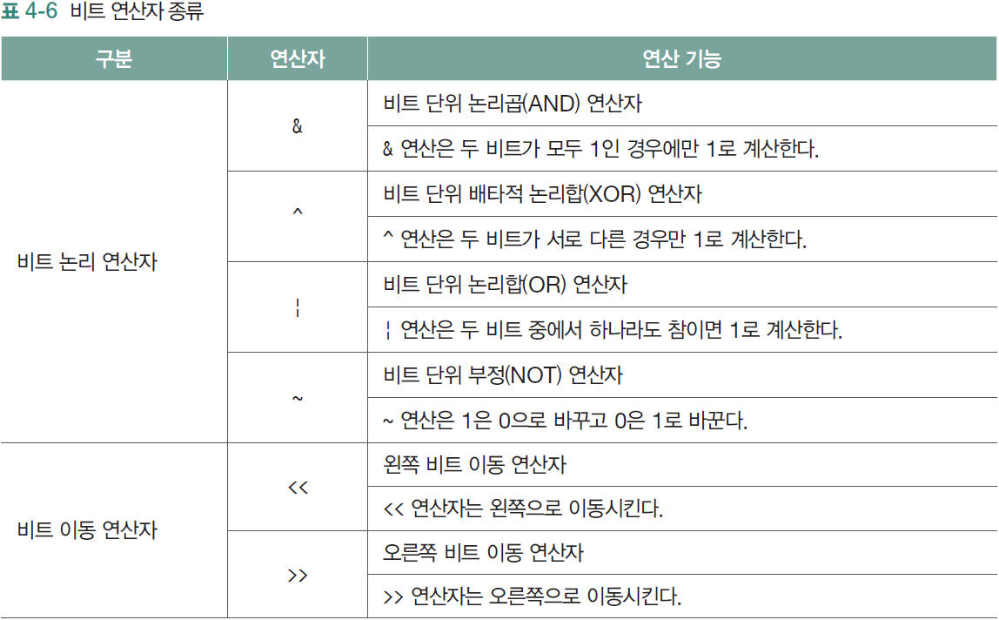 표 4-6 비트 연산자 종류
구분 연산자 연산 기능
비트 논리 연산자
&
비트 단위 논리곱(AND) 연산자
& 연산은 두 비트가 모두 1인 경우에만 1로 계산한다.
^
비트 단위 배타적 논리합(XOR) 연산자
^ 연산은 두 비트가 서로 다른 경우만 1로 계산한다.
¦
비트 단위 논리합(OR) 연산자
¦ 연산은 두 비트 중에서 하나라도 참이면 1로 계산한다.
~
비트 단위 부정(NOT) 연산자
~ 연산은 1은 0으로 바꾸고 0은 1로 바꾼다.
비트 이동 연산자
<<
왼쪽 비트 이동 연산자
<< 연산자는 왼쪽으로 이동시킨다.
>>
오른쪽 비트 이동 연산자
>> 연산자는 오른쪽으로 이동시킨다.